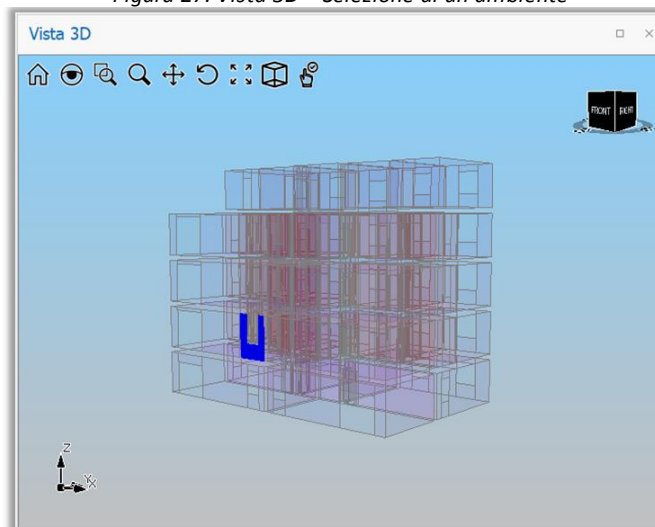 Figura 27: Vista 3D - Selezione di un ambiente
Vista 3D
FRONT RIGHT
Z
Y
X